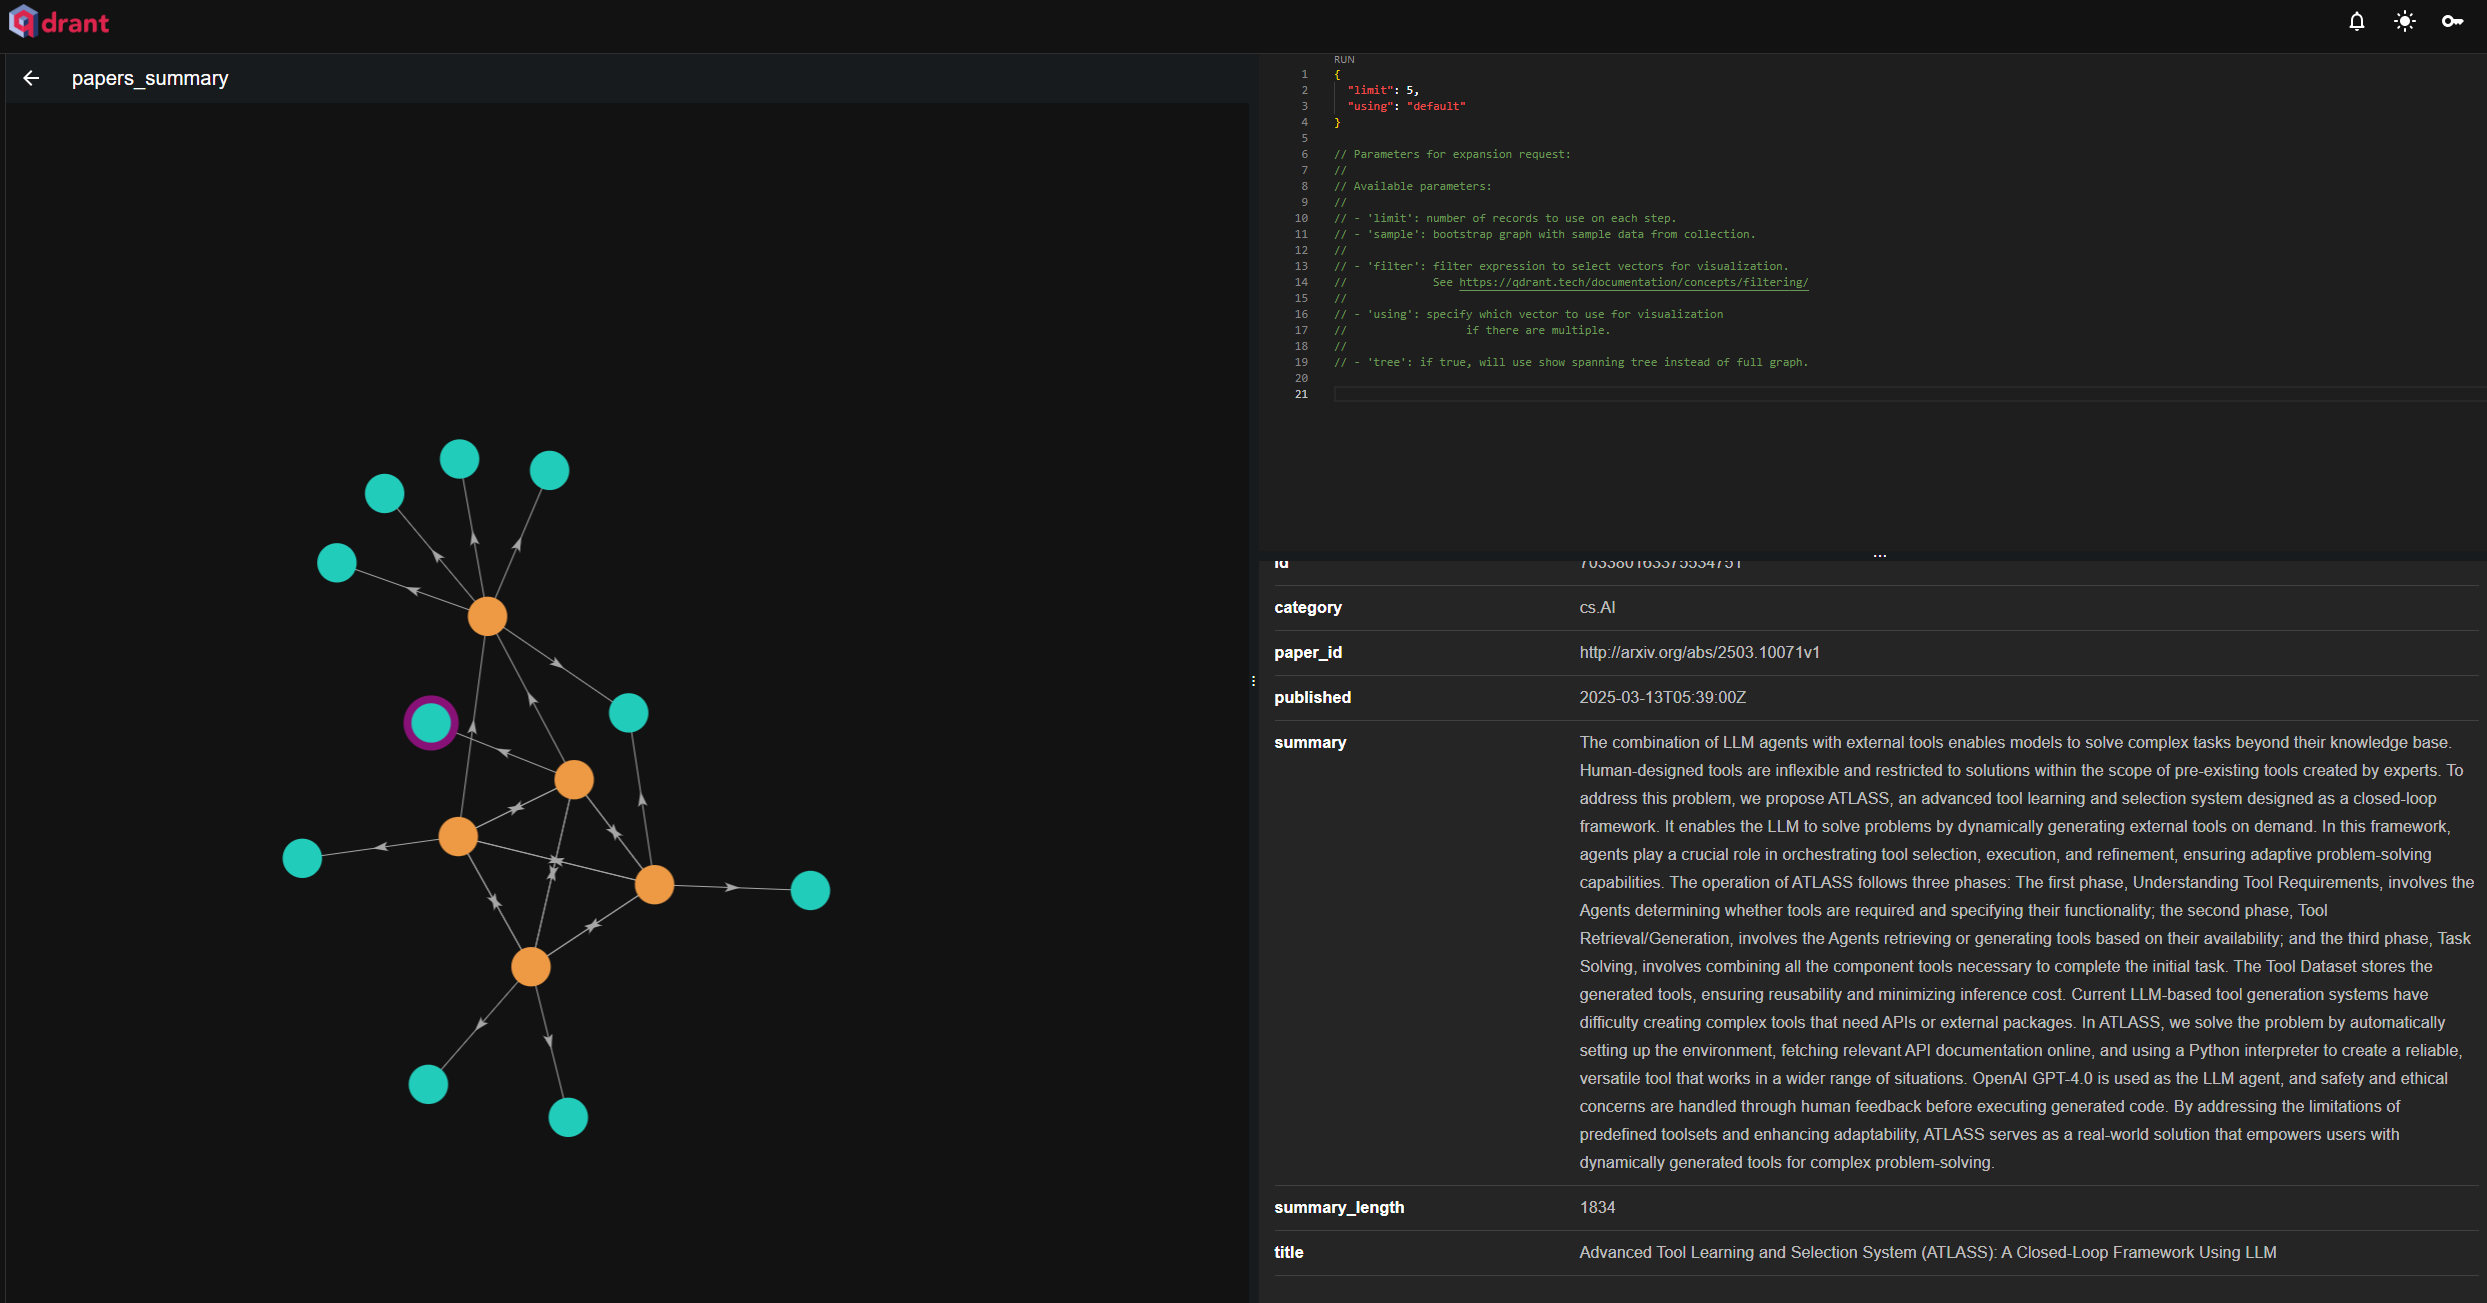 qdrant
papers_summary
RUN
1 {
2 "limit": 5,
3 "using": "default"
4 }
5
6 // Parameters for expansion request:
7 //
8 // Available parameters:
9 //
10 // - 'limit': number of records to use on each step.
11 // - 'sample': bootstrap graph with sample data from collection.
12 //
13 // - 'filter': filter expression to select vectors for visualization.
14 // See https://qdrant.tech/documentation/concepts/filtering/
15 //
16 // - 'using': specify which vector to use for visualization
17 // if there are multiple.
18 //
19 // - 'tree': if true, will use show spanning tree instead of full graph.
20
21
id 703380163375534751
category cs.AI
paper_id http://arxiv.org/abs/2503.10071v1
published 2025-03-13T05:39:00Z
summary The combination of LLM agents with external tools enables models to solve complex tasks beyond their knowledge base.
Human-designed tools are inflexible and restricted to solutions within the scope of pre-existing tools created by experts. To
address this problem, we propose ATLASS, an advanced tool learning and selection system designed as a closed-loop
framework. It enables the LLM to solve problems by dynamically generating external tools on demand. In this framework,
agents play a crucial role in orchestrating tool selection, execution, and refinement, ensuring adaptive problem-solving
capabilities. The operation of ATLASS follows three phases: The first phase, Understanding Tool Requirements, involves the
Agents determining whether tools are required and specifying their functionality; the second phase, Tool
Retrieval/Generation, involves the Agents retrieving or generating tools based on their availability; and the third phase, Task
Solving, involves combining all the component tools necessary to complete the initial task. The Tool Dataset stores the
generated tools, ensuring reusability and minimizing inference cost. Current LLM-based tool generation systems have
difficulty creating complex tools that need APIs or external packages. In ATLASS, we solve the problem by automatically
setting up the environment, fetching relevant API documentation online, and using a Python interpreter to create a reliable,
versatile tool that works in a wider range of situations. OpenAI GPT-4.0 is used as the LLM agent, and safety and ethical
concerns are handled through human feedback before executing generated code. By addressing the limitations of
predefined toolsets and enhancing adaptability, ATLASS serves as a real-world solution that empowers users with
dynamically generated tools for complex problem-solving.
summary_length 1834
title Advanced Tool Learning and Selection System (ATLASS): A Closed-Loop Framework Using LLM